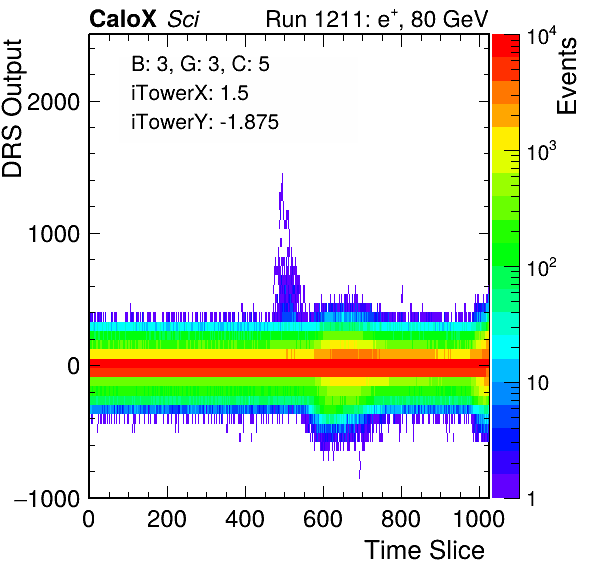 CaloX Sci
Run 1211: e+, 80 GeV
B: 3, G: 3, C: 5
iTowerX: 1.5
iTowerY: -1.875
DRS Output
2000
1000
0
−1000
0 200 400 600 800 1000
Time Slice
Events
10^4
10^3
10^2
10
1